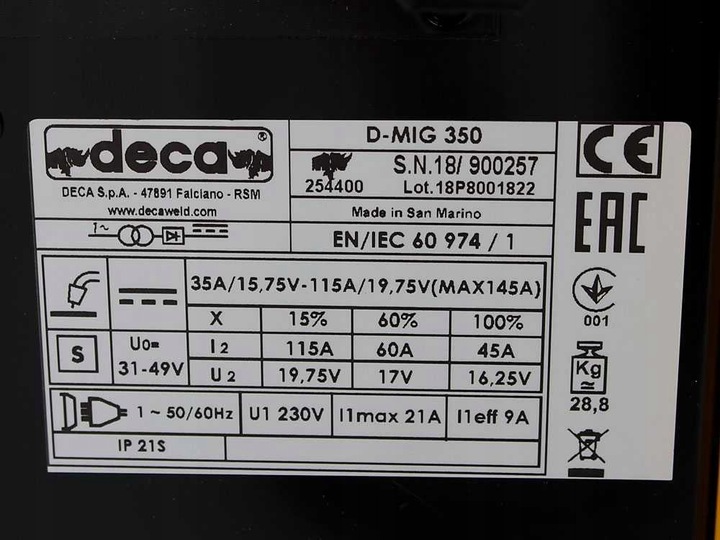 deca®
DECA S.p.A. - 47891 Falciano - RSM
www.decaweld.com
1~
D-MIG 350
254400
S.N.18/ 900257
Lot.18P8001822
Made in San Marino
EN/IEC 60 974 / 1
CE
EAC
001
Kg
≃
28,8
35A/15,75V-115A/19,75V(MAX145A)
S
Uo=
31-49V
X 15% 60% 100%
I2 115A 60A 45A
U2 19,75V 17V 16,25V
1~50/60Hz U1 230V I1max 21A I1eff 9A
IP 21S